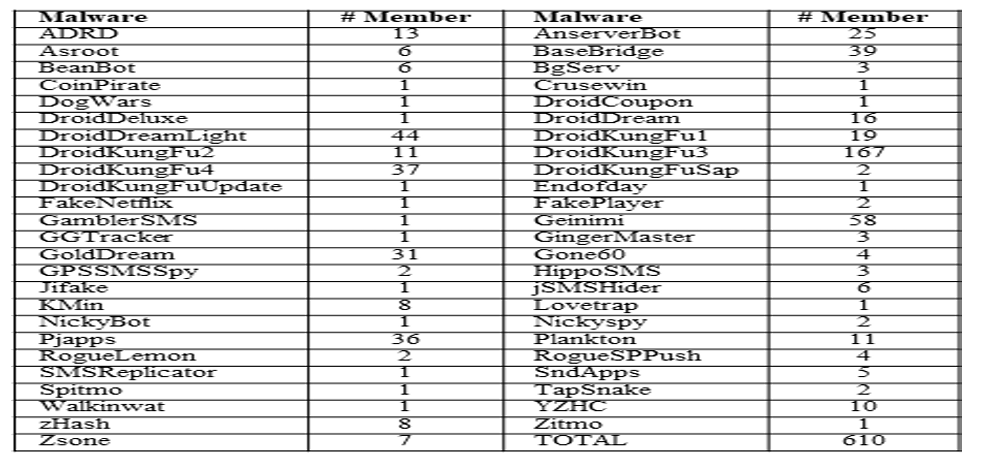 Malware # Member Malware # Member
ADRD 13 AnserverBot 25
Asroot 6 BaseBridge 39
BeanBot 6 BgServ 3
CoinPirate 1 Crusewin 1
DogWars 1 DroidCoupon 1
DroidDeluxe 1 DroidDream 16
DroidDreamLight 44 DroidKungFu1 19
DroidKungFu2 11 DroidKungFu3 167
DroidKungFu4 37 DroidKungFuSap 2
DroidKungFuUpdate 1 Endofday 1
FakeNetflix 1 FakePlayer 2
GamblerSMS 1 Geinimi 58
GGTracker 1 GingerMaster 3
GoldDream 31 Gone60 4
GPSSMSSpy 2 HippoSMS 3
Jifake 1 jSMSHider 6
KMin 8 Lovetrap 1
NickyBot 1 Nickyspy 2
Pjapps 36 Plankton 11
RogueLemon 2 RogueSPPush 4
SMSReplicator 1 SndApps 5
Spitmo 1 TapSnake 2
Walkinwat 1 YZHC 10
zHash 8 Zitmo 1
Zsone 7 TOTAL 610